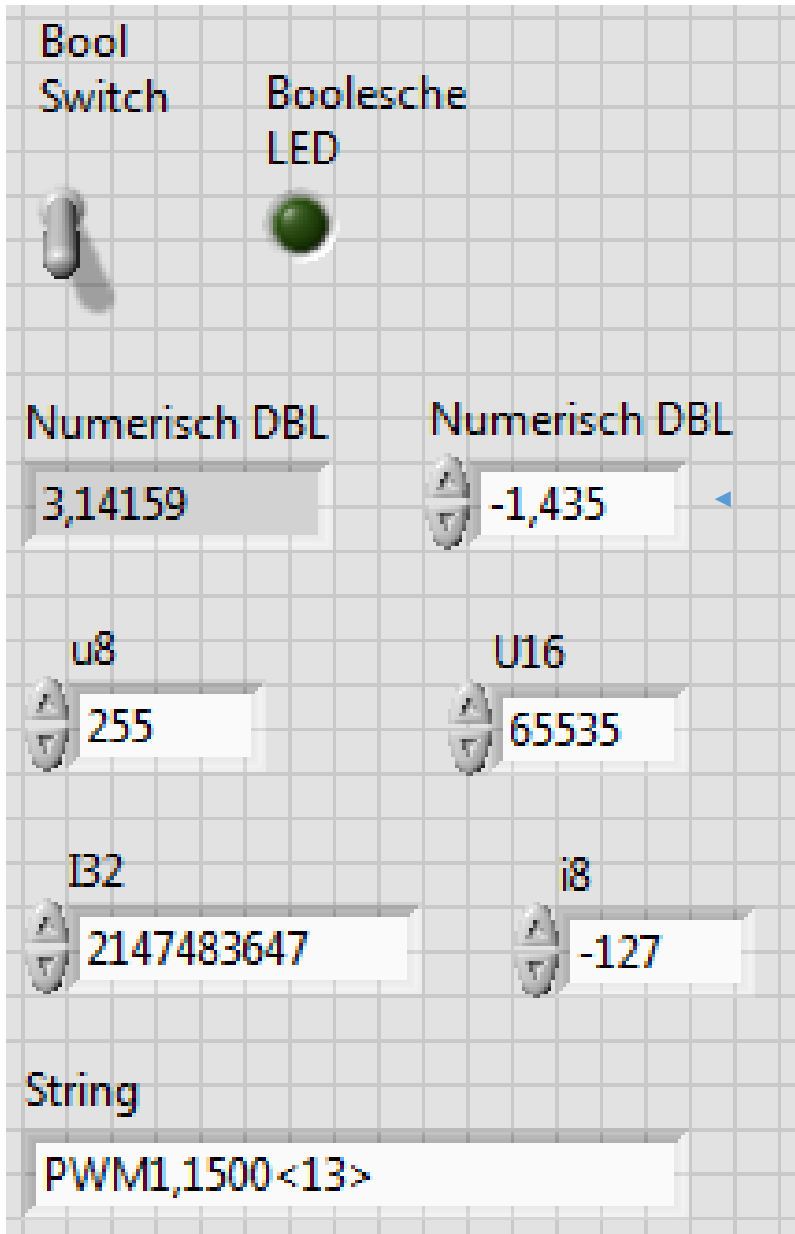 Bool
Switch
Boolesche
LED
Numerisch DBL
Numerisch DBL
3,14159
-1,435
u8
U16
255
65535
I32
i8
2147483647
-127
String
PWM1,1500<13>